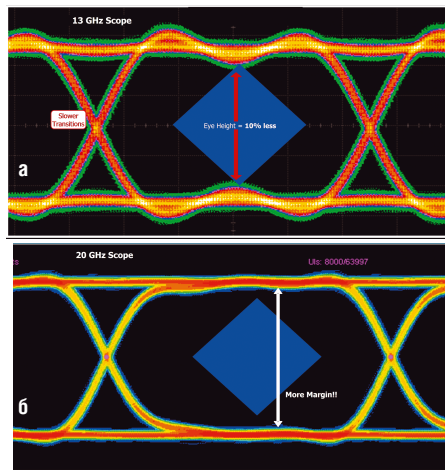 13 GHz Scope
Slower
Transitions
Eye Height = 10% less
а
20 GHz Scope
s
UIs: 8000/63997
More Margin!!
б